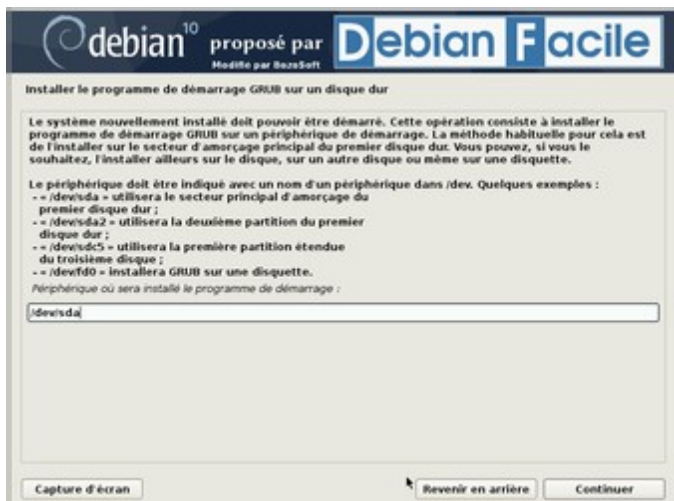 debian 10 proposé par Debian Facile
Modifié par BozoSoft
Installer le programme de démarrage GRUB sur un disque dur
Le système nouvellement installé doit pouvoir être démarré. Cette opération consiste à installer le
programme de démarrage GRUB sur un périphérique de démarrage. La méthode habituelle pour cela est
de l'installer sur le secteur d'amorçage principal du premier disque dur. Vous pouvez, si vous le
souhaitez, l'installer ailleurs sur le disque, sur un autre disque ou même sur une disquette.
Le périphérique doit être indiqué avec un nom d'un périphérique dans /dev. Quelques exemples :
- « /dev/sda » utilisera le secteur principal d'amorçage du
premier disque dur ;
- « /dev/sda2 » utilisera la deuxième partition du premier
disque dur ;
- « /dev/sdc5 » utilisera la première partition étendue
du troisième disque ;
- « /dev/fd0 » installera GRUB sur une disquette.
Périphérique où sera installé le programme de démarrage :
/dev/sda
Capture d'écran Revenir en arrière Continuer